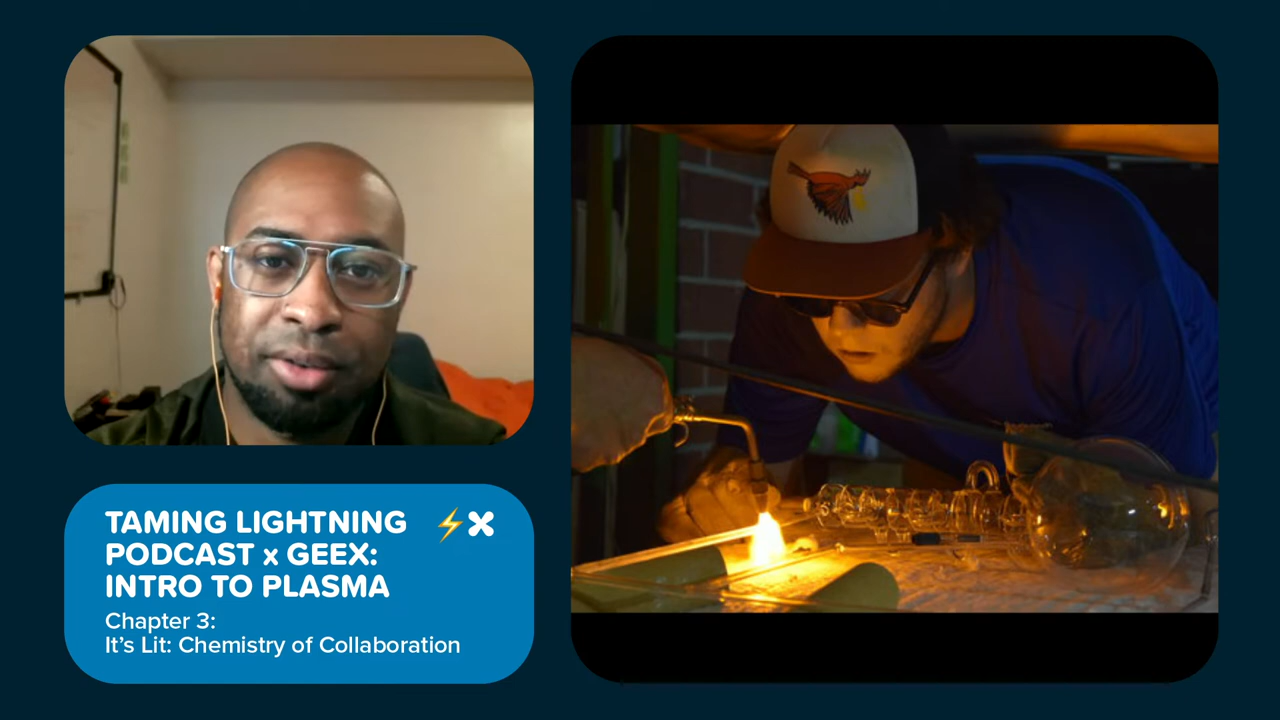 TAMING LIGHTNING ⚡✖
PODCAST x GEEX:
INTRO TO PLASMA
Chapter 3:
It’s Lit: Chemistry of Collaboration